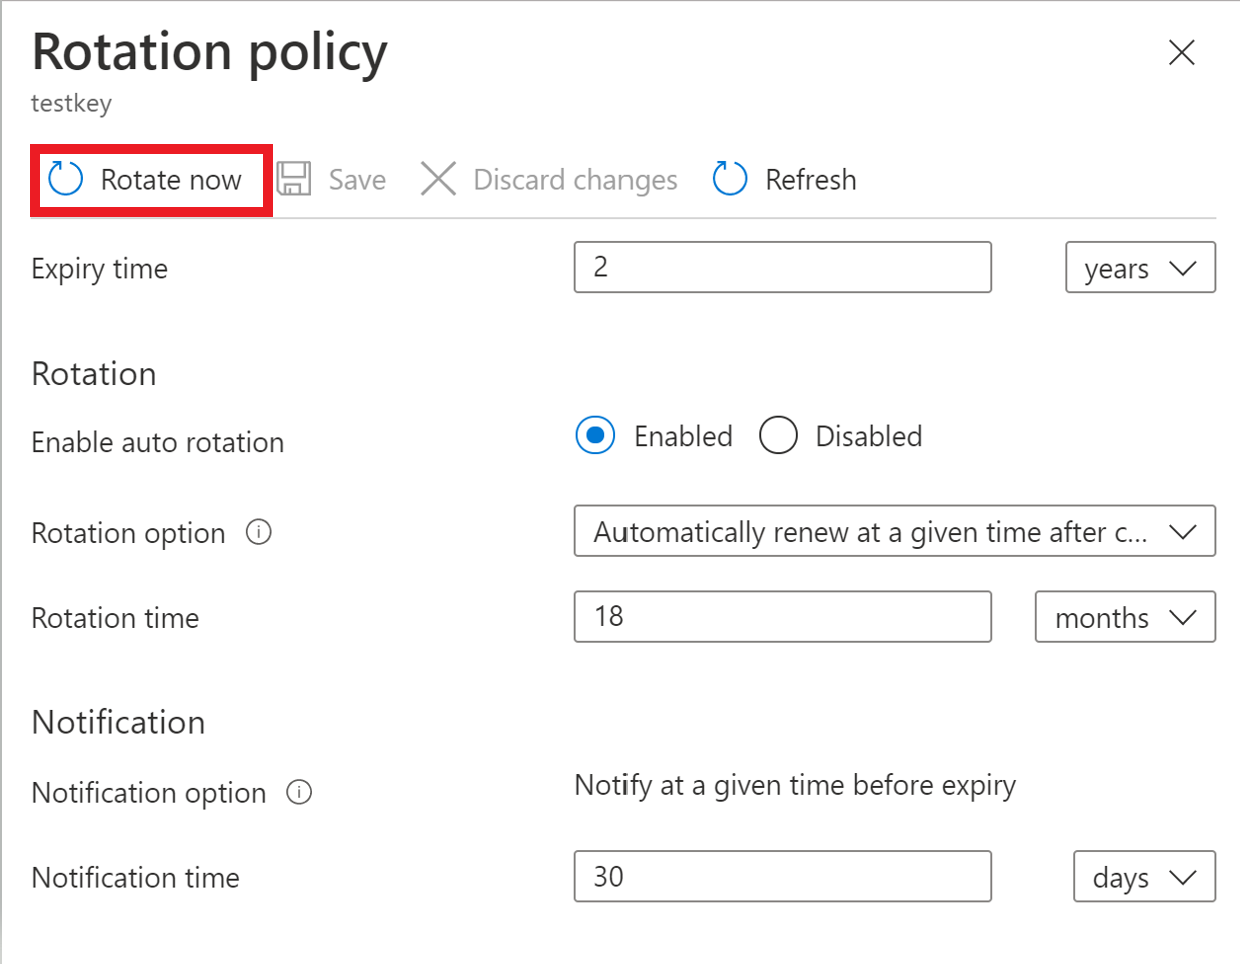 Rotation policy
testkey
Rotate now Save Discard changes Refresh
Expiry time 2 years
Rotation
Enable auto rotation Enabled Disabled
Rotation option Automatically renew at a given time after c...
Rotation time 18 months
Notification
Notification option Notify at a given time before expiry
Notification time 30 days